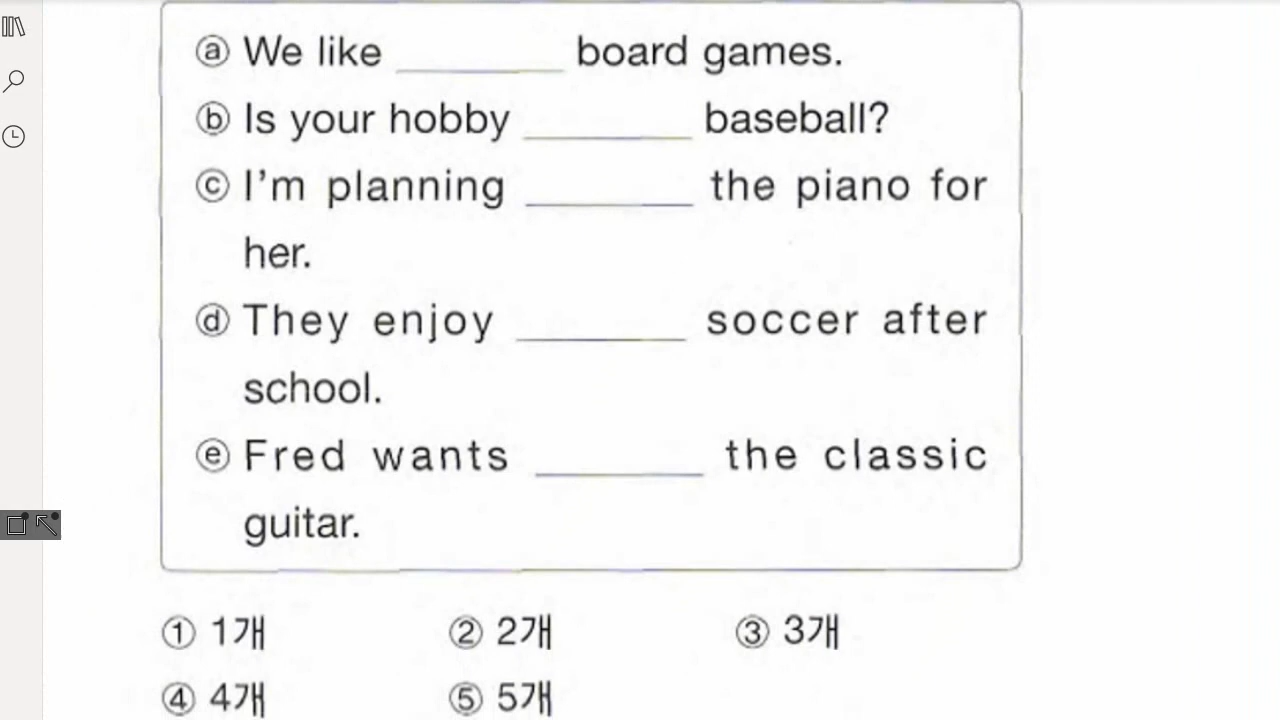 ⓐ We like ________ board games.
ⓑ Is your hobby ________ baseball?
ⓒ I'm planning ________ the piano for
her.
ⓓ They enjoy ________ soccer after
school.
ⓔ Fred wants ________ the classic
guitar.
① 1개 ② 2개 ③ 3개
④ 4개 ⑤ 5개